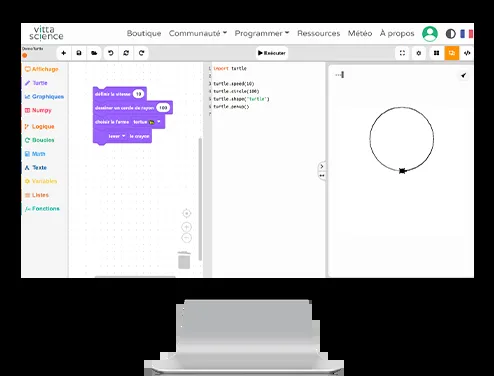 vitta
science
Boutique Communauté Programmer Ressources Météo À propos
Demo Turtle
Exécuter
Affichage
Turtle
Graphiques
Numpy
Logique
Boucles
Math
Texte
Variables
Listes
Fonctions
définir la vitesse 10
dessiner un cercle de rayon 100
choisir la forme tortue
lever le crayon
1 import turtle
2
3 turtle.speed(10)
4 turtle.circle(100)
5 turtle.shape("turtle")
6 turtle.penup()
7
>>>